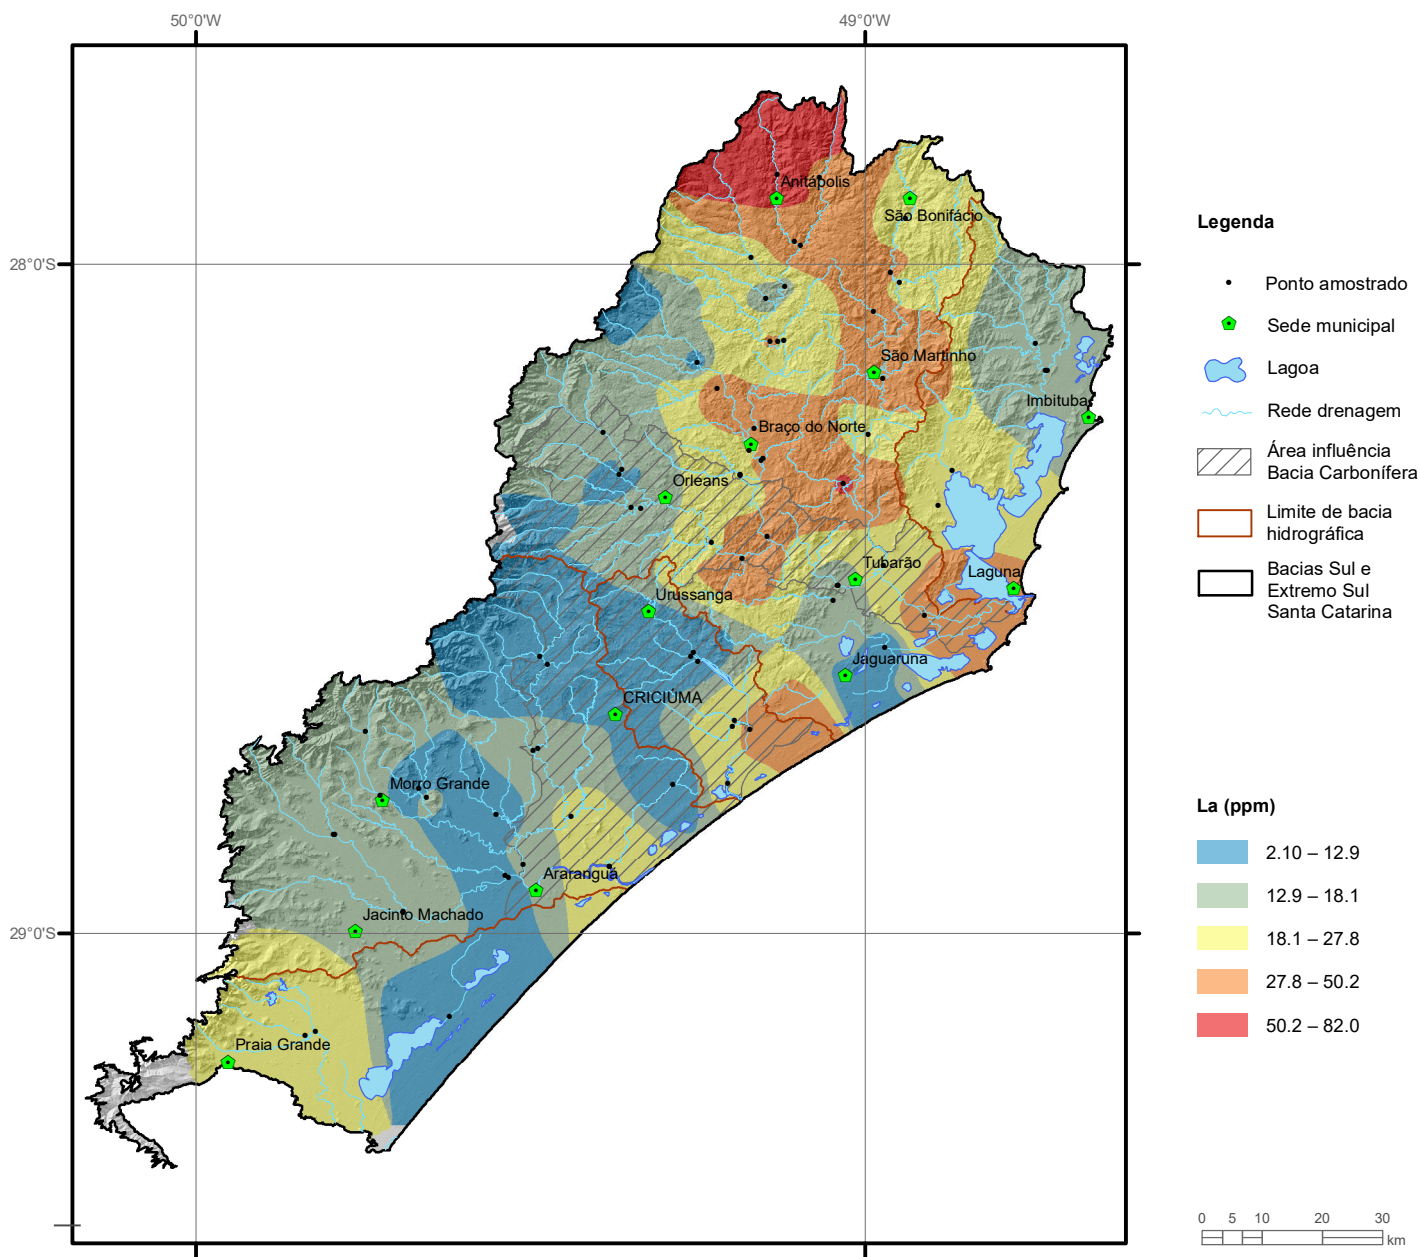 50°0'W
49°0'W
28°0'S
29°0'S
Anitápolis
São Bonifácio
São Martinho
Imbituba
Braço do Norte
Orleans
Tubarão
Laguna
Urussanga
Jaguaruna
CRICIÚMA
Morro Grande
Araranguá
Jacinto Machado
Praia Grande
Legenda
Ponto amostrado
Sede municipal
Lagoa
Rede drenagem
Área influência
Bacia Carbonífera
Limite de bacia
hidrográfica
Bacias Sul e
Extremo Sul
Santa Catarina
La (ppm)
2.10 – 12.9
12.9 – 18.1
18.1 – 27.8
27.8 – 50.2
50.2 – 82.0
0 5 10 20 30
km